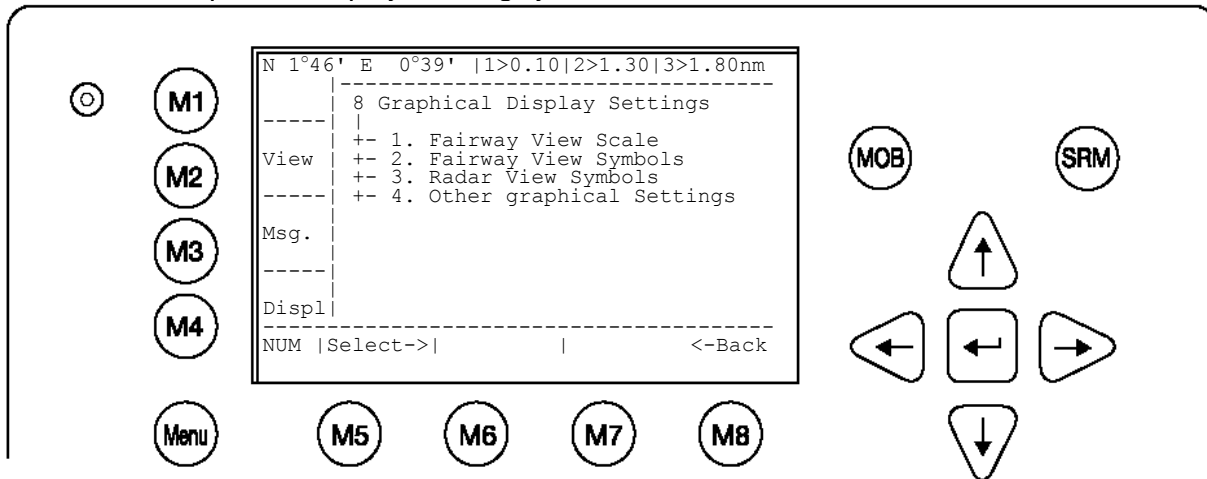 N 1°46' E 0°39' |1>0.10|2>1.30|3>1.80nm
8 Graphical Display Settings
+- 1. Fairway View Scale
View | +- 2. Fairway View Symbols
+- 3. Radar View Symbols
-----| +- 4. Other graphical Settings
Msg.
Displ|
NUM |Select->| | <-Back
M1
M2
M3
M4
Menu
M5
M6
M7
M8
MOB
SRM